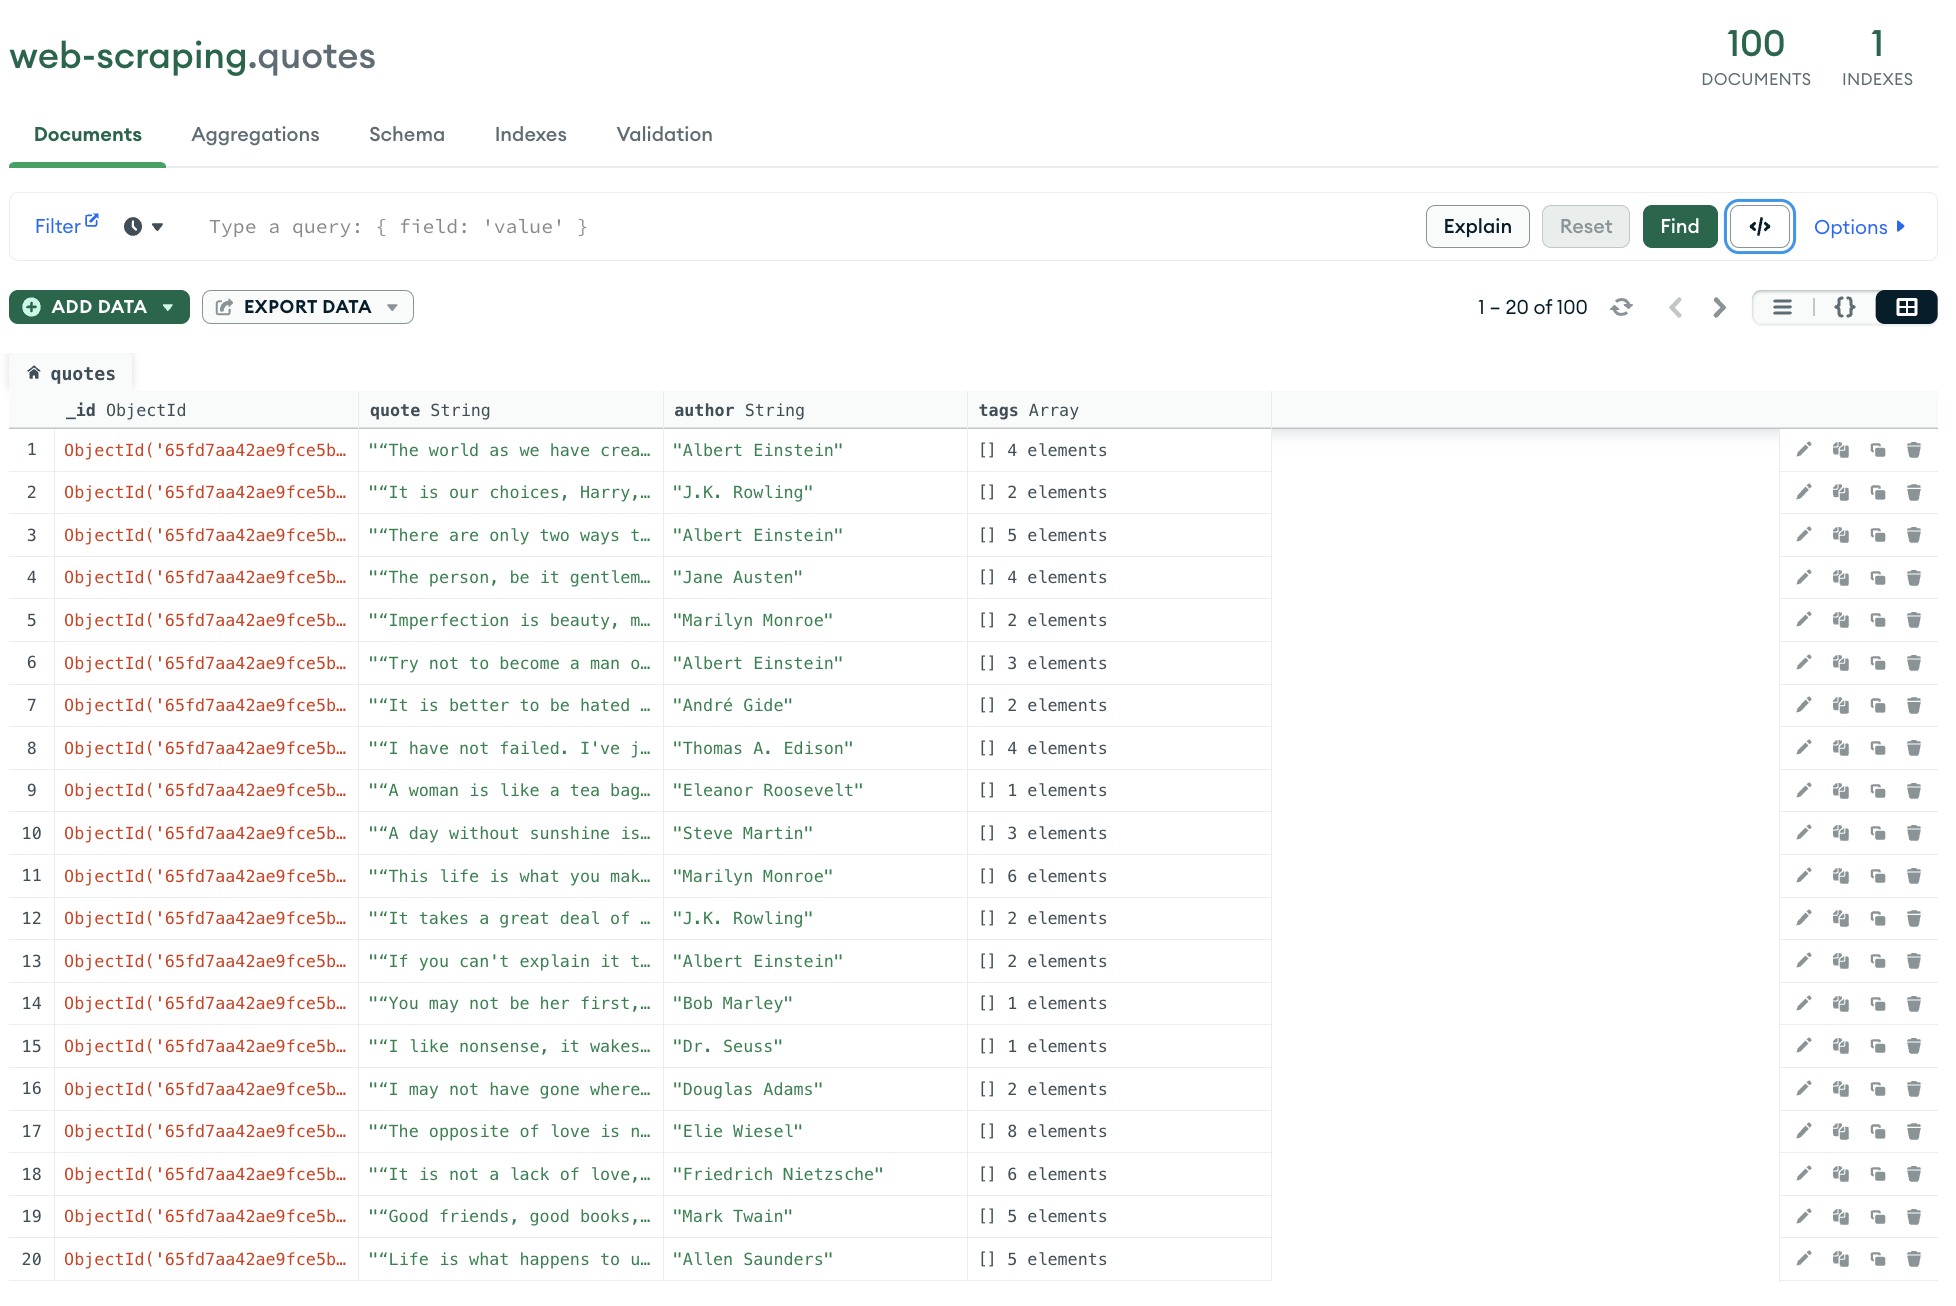 web-scraping.quotes
100 DOCUMENTS
1 INDEXES
Documents Aggregations Schema Indexes Validation
Filter Type a query: { field: 'value' } Explain Reset Find </> Options
ADD DATA EXPORT DATA 1 – 20 of 100 {}
quotes
_id ObjectId quote String author String tags Array
1 ObjectId('65fd7aa42ae9fce5b… "“The world as we have crea… "Albert Einstein" [] 4 elements
2 ObjectId('65fd7aa42ae9fce5b… "“It is our choices, Harry,… "J.K. Rowling" [] 2 elements
3 ObjectId('65fd7aa42ae9fce5b… "“There are only two ways t… "Albert Einstein" [] 5 elements
4 ObjectId('65fd7aa42ae9fce5b… "“The person, be it gentlem… "Jane Austen" [] 4 elements
5 ObjectId('65fd7aa42ae9fce5b… "“Imperfection is beauty, m… "Marilyn Monroe" [] 2 elements
6 ObjectId('65fd7aa42ae9fce5b… "“Try not to become a man o… "Albert Einstein" [] 3 elements
7 ObjectId('65fd7aa42ae9fce5b… "“It is better to be hated … "André Gide" [] 2 elements
8 ObjectId('65fd7aa42ae9fce5b… "“I have not failed. I've j… "Thomas A. Edison" [] 4 elements
9 ObjectId('65fd7aa42ae9fce5b… "“A woman is like a tea bag… "Eleanor Roosevelt" [] 1 elements
10 ObjectId('65fd7aa42ae9fce5b… "“A day without sunshine is… "Steve Martin" [] 3 elements
11 ObjectId('65fd7aa42ae9fce5b… "“This life is what you mak… "Marilyn Monroe" [] 6 elements
12 ObjectId('65fd7aa42ae9fce5b… "“It takes a great deal of … "J.K. Rowling" [] 2 elements
13 ObjectId('65fd7aa42ae9fce5b… "“If you can't explain it t… "Albert Einstein" [] 2 elements
14 ObjectId('65fd7aa42ae9fce5b… "“You may not be her first,… "Bob Marley" [] 1 elements
15 ObjectId('65fd7aa42ae9fce5b… "“I like nonsense, it wakes… "Dr. Seuss" [] 1 elements
16 ObjectId('65fd7aa42ae9fce5b… "“I may not have gone where… "Douglas Adams" [] 2 elements
17 ObjectId('65fd7aa42ae9fce5b… "“The opposite of love is n… "Elie Wiesel" [] 8 elements
18 ObjectId('65fd7aa42ae9fce5b… "“It is not a lack of love,… "Friedrich Nietzsche" [] 6 elements
19 ObjectId('65fd7aa42ae9fce5b… "“Good friends, good books,… "Mark Twain" [] 5 elements
20 ObjectId('65fd7aa42ae9fce5b… "“Life is what happens to u… "Allen Saunders" [] 5 elements